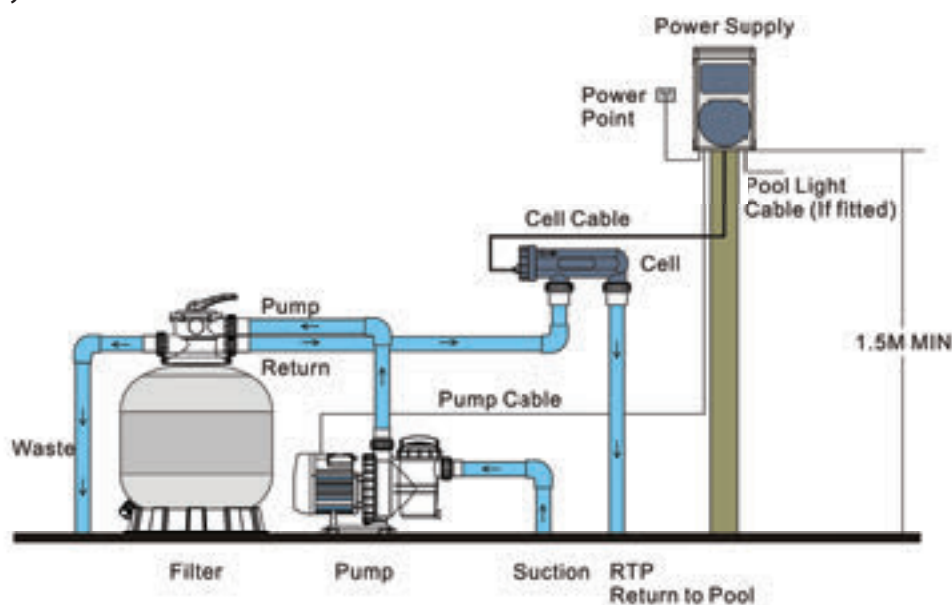 Power Supply
Power
Point
Pool Light
Cable (If fitted)
Cell Cable
Cell
Pump
1.5M MIN
Return
Pump Cable
Waste
Filter
Pump
Suction
RTP
Return to Pool